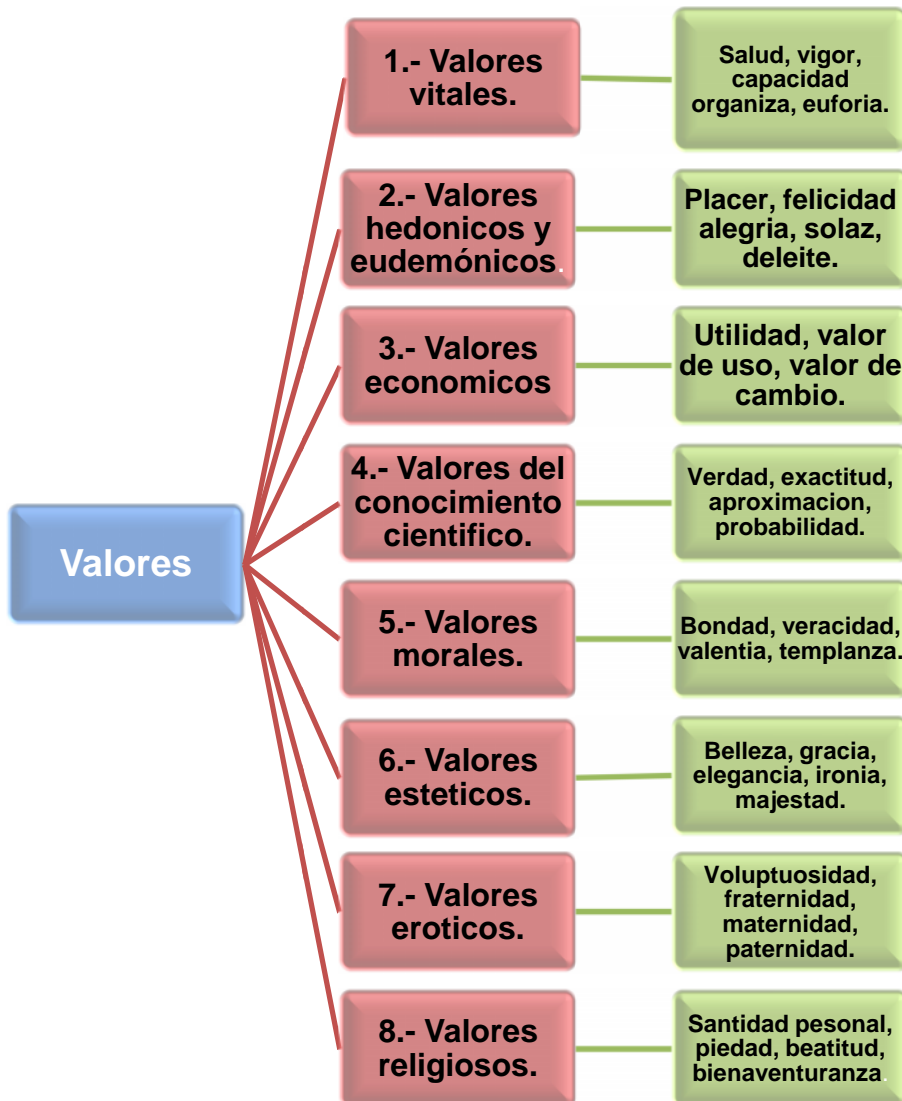 1.- Valores
vitales.
Salud, vigor,
capacidad
organiza, euforia.
2.- Valores
hedonicos y
eudemónicos.
Placer, felicidad
alegria, solaz,
deleite.
3.- Valores
economicos
Utilidad, valor
de uso, valor de
cambio.
4.- Valores del
conocimiento
cientifico.
Verdad, exactitud,
aproximacion,
probabilidad.
Valores
5.- Valores
morales.
Bondad, veracidad,
valentia, templanza.
6.- Valores
esteticos.
Belleza, gracia,
elegancia, ironia,
majestad.
7.- Valores
eroticos.
Voluptuosidad,
fraternidad,
maternidad,
paternidad.
8.- Valores
religiosos.
Santidad pesonal,
piedad, beatitud,
bienaventuranza.